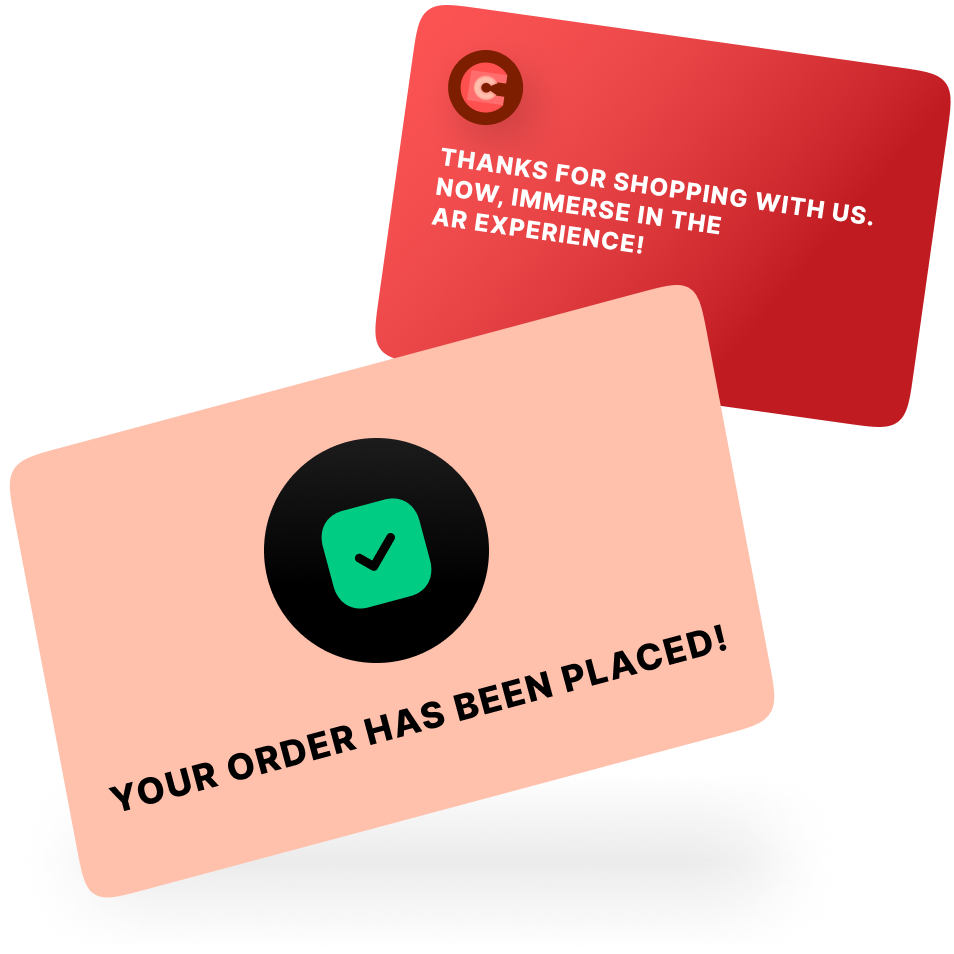 THANKS FOR SHOPPING WITH US.
NOW, IMMERSE IN THE
AR EXPERIENCE!
YOUR ORDER HAS BEEN PLACED!